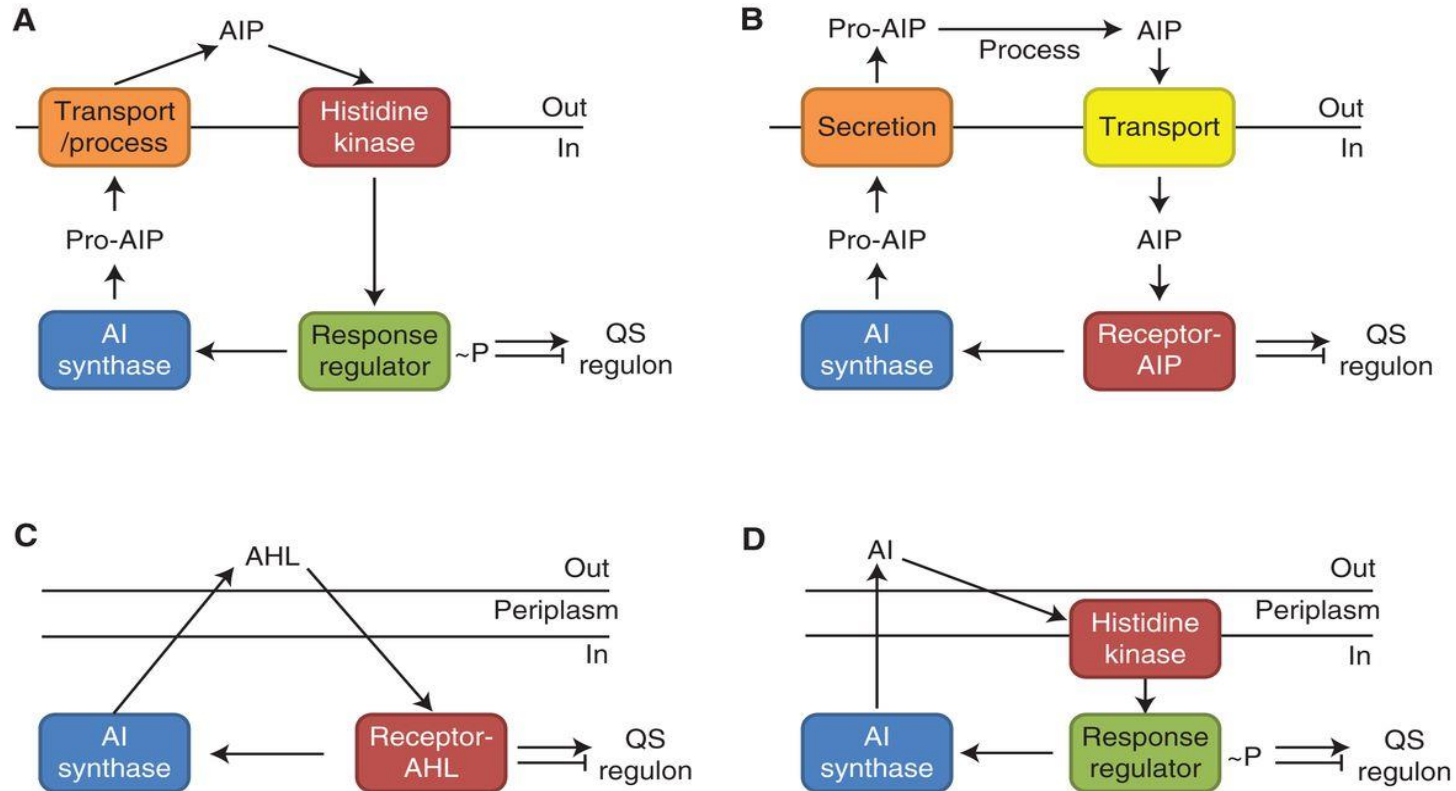 A
AIP
Transport
/process
Histidine
kinase
Out
In
Pro-AIP
AI
synthase
Response
regulator
~P
QS
regulon
B
Pro-AIP
Process
AIP
Secretion
Transport
Out
In
Pro-AIP
AIP
AI
synthase
Receptor-
AIP
QS
regulon
C
AHL
Out
Periplasm
In
AI
synthase
Receptor-
AHL
QS
regulon
D
AI
Out
Periplasm
Histidine
kinase
In
AI
synthase
Response
regulator
~P
QS
regulon